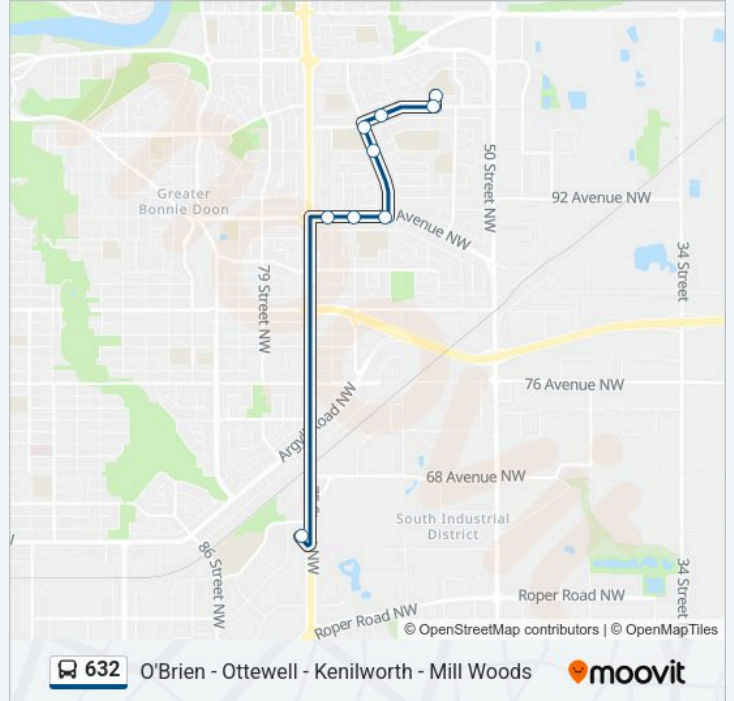 50 Street NW
Greater
Bonnie Doon
92 Avenue NW
Avenue NW
34 Street
79 Street NW
76 Avenue NW
Argyll Road NW
68 Avenue NW
South Industrial
District
86 Street NW
NW
34 Street
Roper Road NW
Roper Road NW
© OpenStreetMap contributors | © OpenMapTiles
632 O'Brien - Ottewell - Kenilworth - Mill Woods
moovit